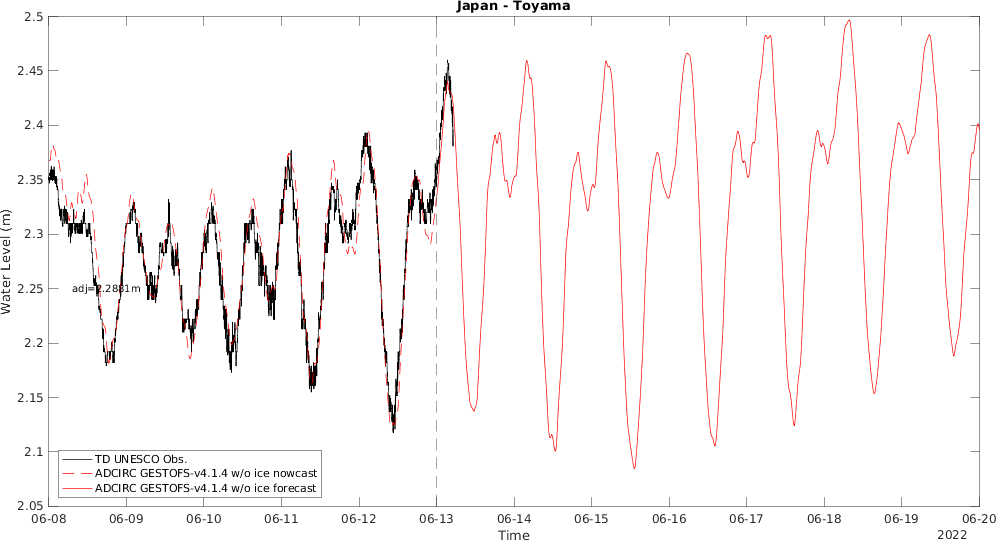 Japan - Toyama
2.5
2.45
2.4
2.35
2.3
2.25
2.2
2.15
2.1
2.05
Water Level (m)
adj=2.2881m
TD UNESCO Obs.
ADCIRC GESTOFS-v4.1.4 w/o ice nowcast
ADCIRC GESTOFS-v4.1.4 w/o ice forecast
06-08 06-09 06-10 06-11 06-12 06-13 06-14 06-15 06-16 06-17 06-18 06-19 06-20
Time
2022